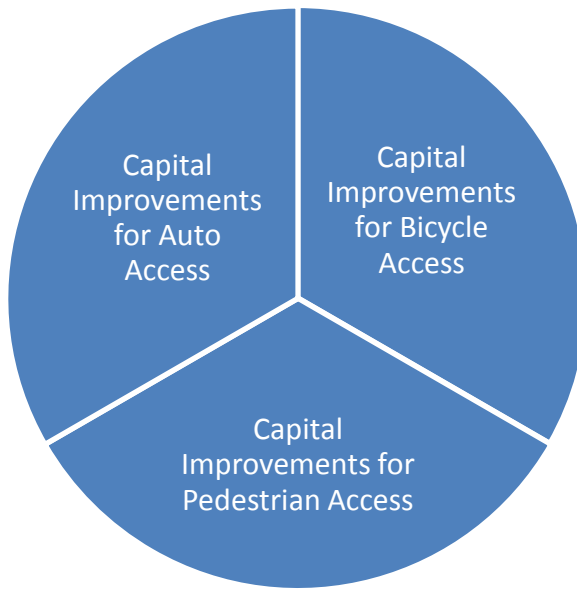 Capital
Improvements
for Auto
Access
Capital
Improvements
for Bicycle
Access
Capital
Improvements for
Pedestrian Access